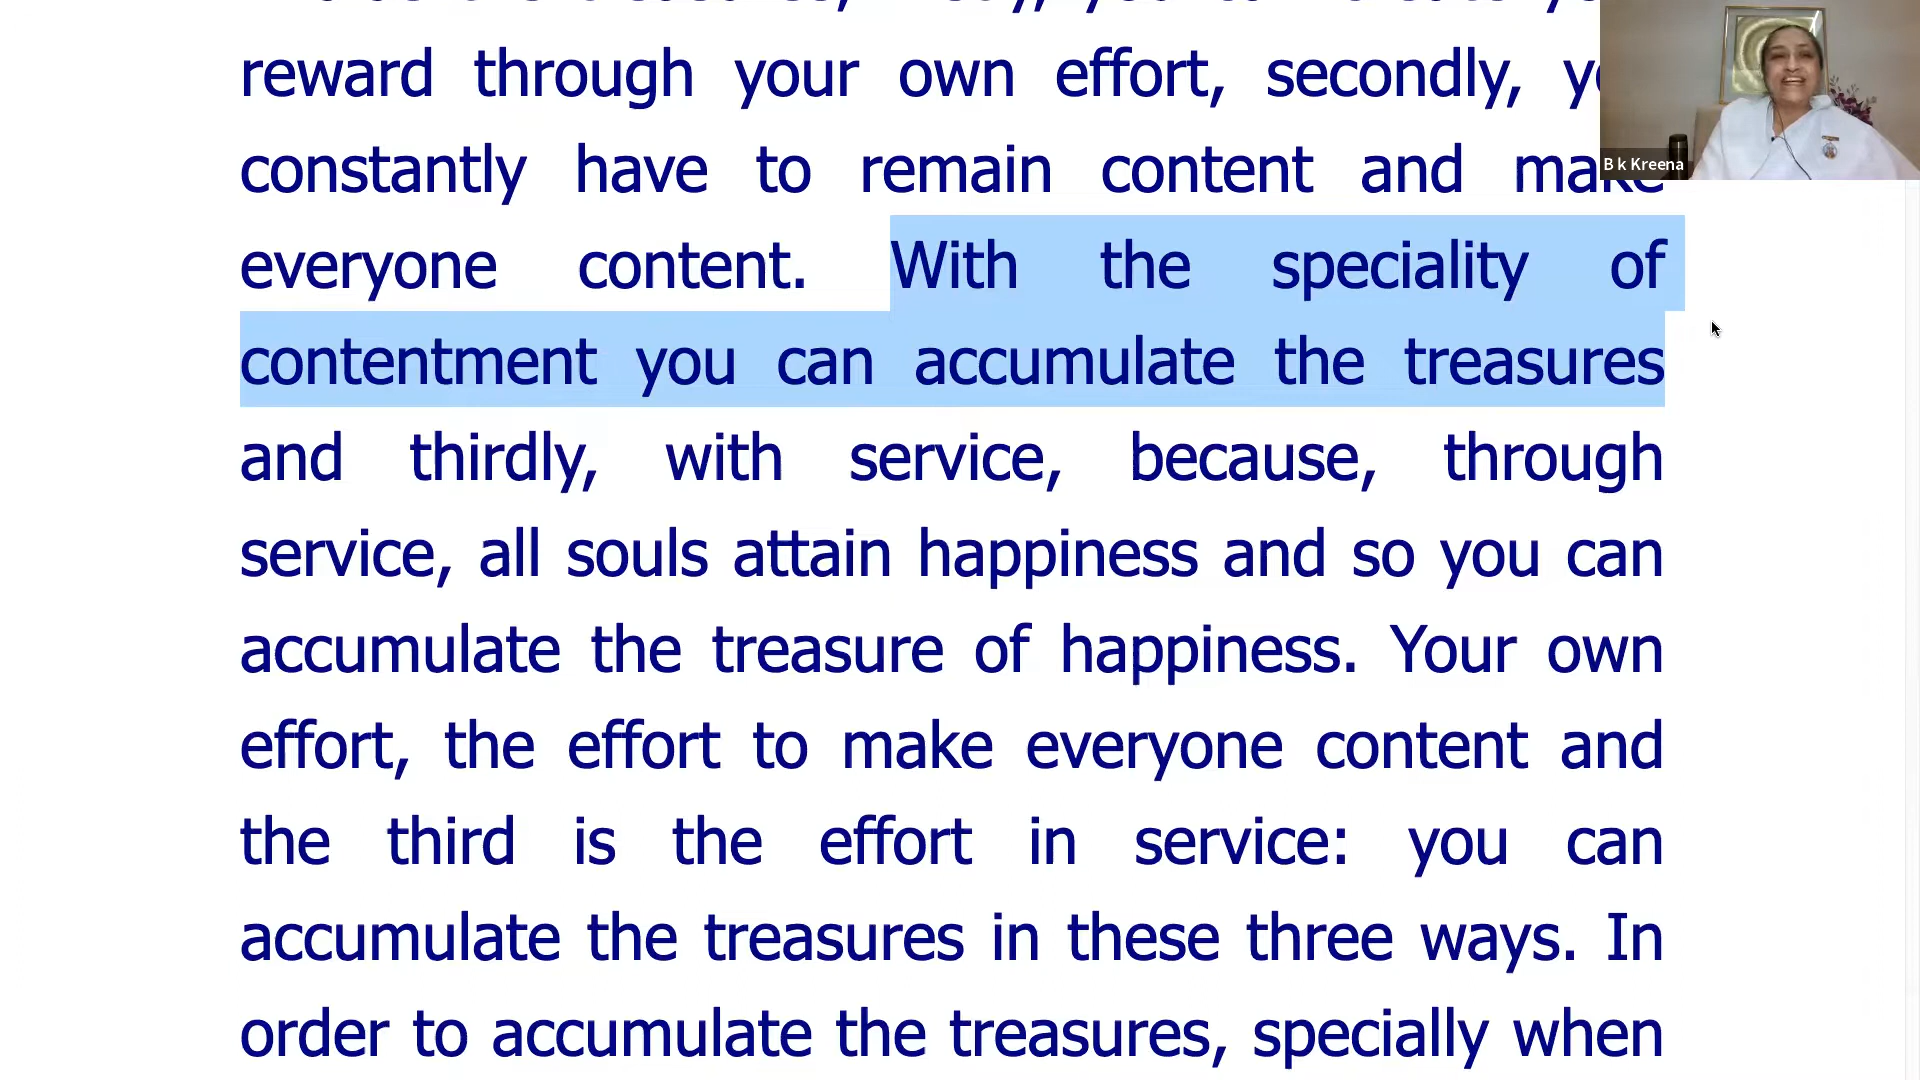 reward through your own effort, secondly,
constantly have to remain content and make
everyone content. With the speciality of
contentment you can accumulate the treasures
and thirdly, with service, because, through
service, all souls attain happiness and so you can
accumulate the treasure of happiness. Your own
effort, the effort to make everyone content and
the third is the effort in service: you can
accumulate the treasures in these three ways. In
order to accumulate the treasures, specially when
B k Kreena